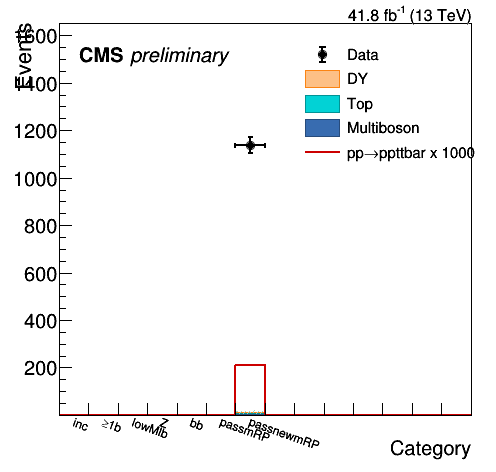 41.8 fb⁻¹ (13 TeV)
Events
CMS preliminary
Data
DY
Top
Multiboson
pp→ppttbar x 1000
1600
1400
1200
1000
800
600
400
200
inc
≥1b
lowMlb
Z
bb
passmRP
passnewmRP
Category